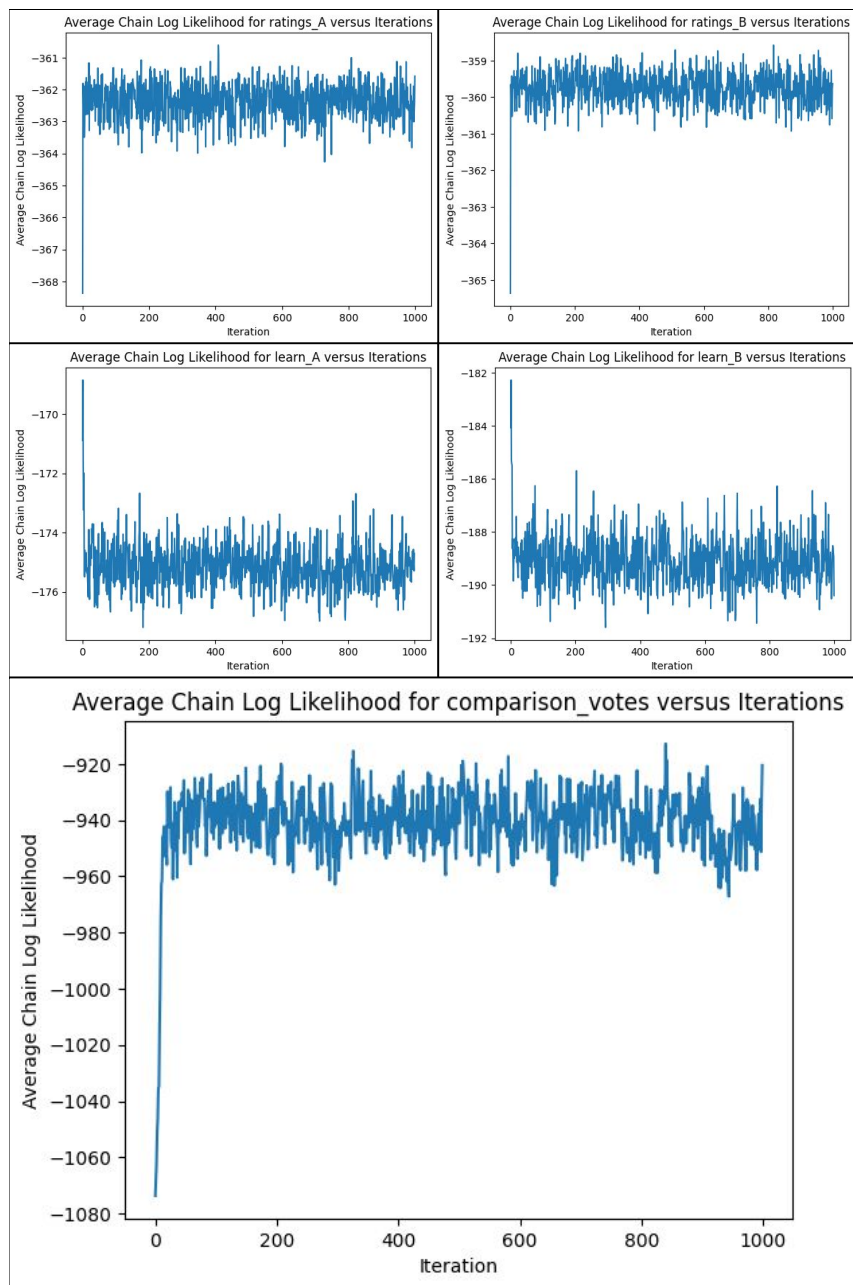 Average Chain Log Likelihood for ratings_A versus Iterations
Average Chain Log Likelihood
−361
−362
−363
−364
−365
−366
−367
−368
0 200 400 600 800 1000
Iteration
Average Chain Log Likelihood for ratings_B versus Iterations
Average Chain Log Likelihood
−359
−360
−361
−362
−363
−364
−365
0 200 400 600 800 1000
Iteration
Average Chain Log Likelihood for learn_A versus Iterations
Average Chain Log Likelihood
−170
−172
−174
−176
0 200 400 600 800 1000
Iteration
Average Chain Log Likelihood for learn_B versus Iterations
Average Chain Log Likelihood
−182
−184
−186
−188
−190
−192
0 200 400 600 800 1000
Iteration
Average Chain Log Likelihood for comparison_votes versus Iterations
Average Chain Log Likelihood
−920
−940
−960
−980
−1000
−1020
−1040
−1060
−1080
0 200 400 600 800 1000
Iteration